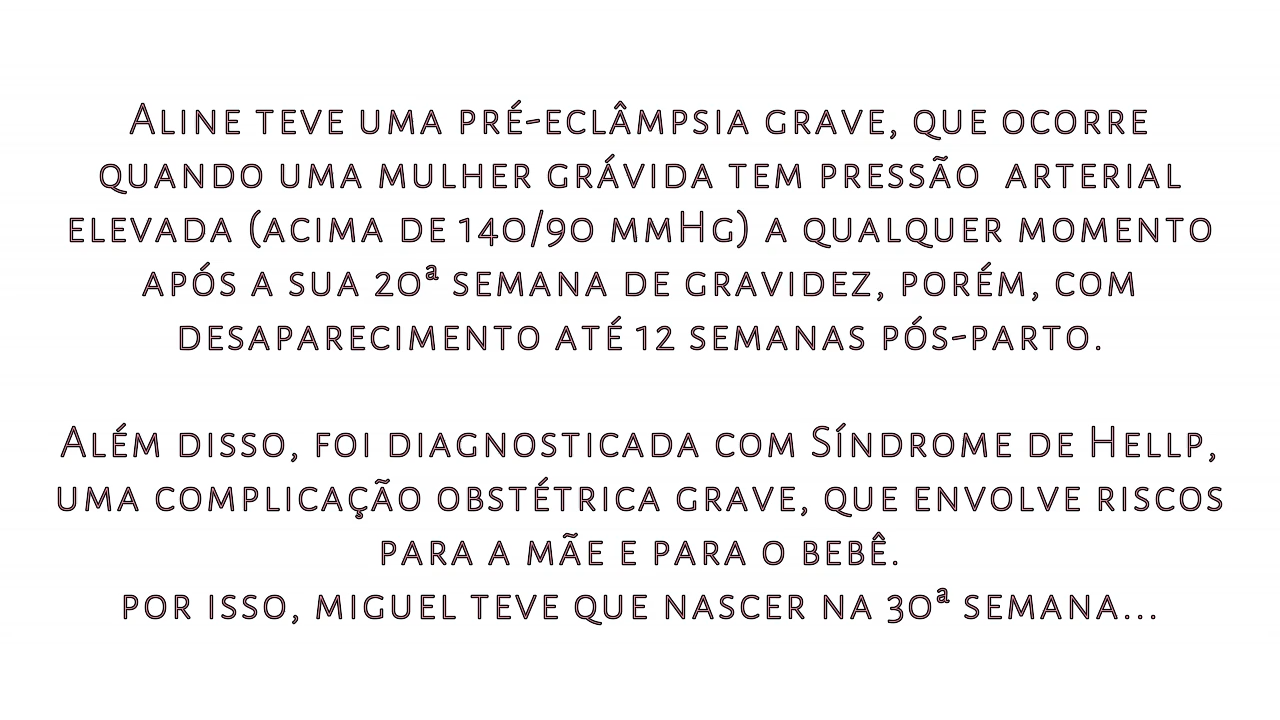 Aline teve uma pré-eclâmpsia grave, que ocorre
quando uma mulher grávida tem pressão  arterial
elevada (acima de 140/90 mmHg) a qualquer momento
após a sua 20ª semana de gravidez, porém, com
desaparecimento até 12 semanas pós-parto.
Além disso, foi diagnosticada com Síndrome de Hellp,
uma complicação obstétrica grave, que envolve riscos
para a mãe e para o bebê.
por isso, miguel teve que nascer na 30ª semana...